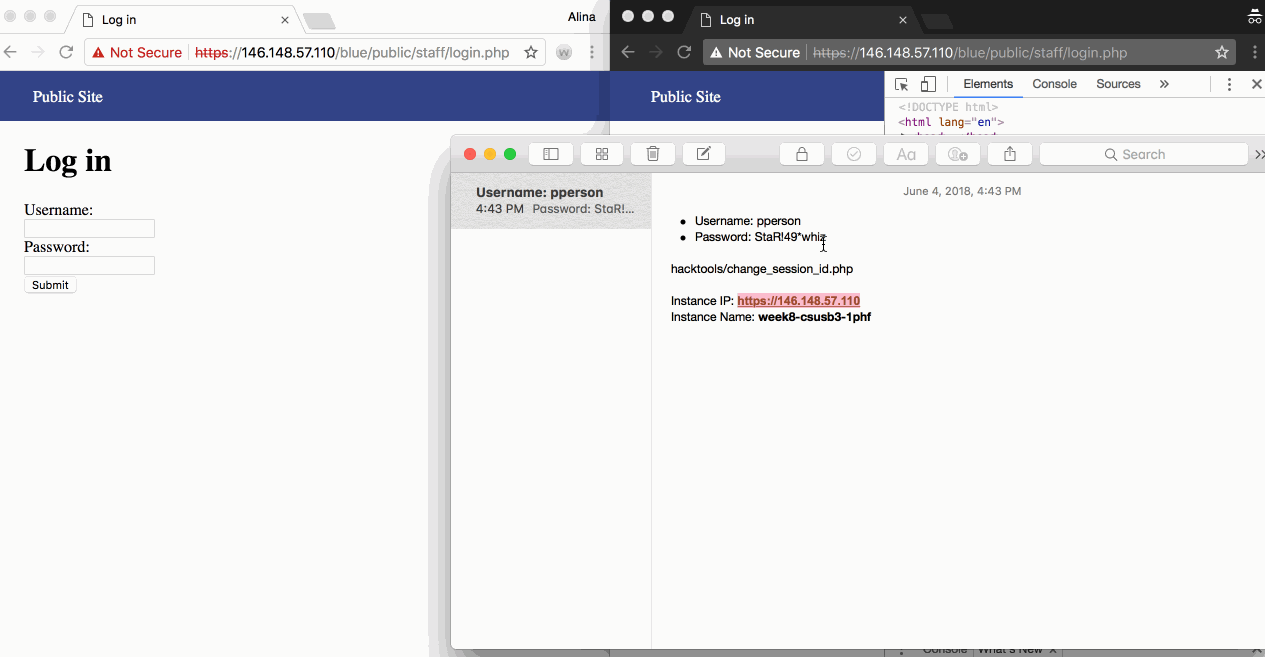 Log in
Alina
Not Secure https://146.148.57.110/blue/public/staff/login.php
Public Site
Log in
Username:
Password:
Submit
Log in
Not Secure https://146.148.57.110/blue/public/staff/login.php
Public Site
Elements Console Sources
<!DOCTYPE html>
<html lang="en">
Search
Username: pperson
4:43 PM Password: StaR!...
June 4, 2018, 4:43 PM
• Username: pperson
• Password: StaR!49*whiz
hacktools/change_session_id.php
Instance IP: https://146.148.57.110
Instance Name: week8-csusb3-1phf
Console What's New